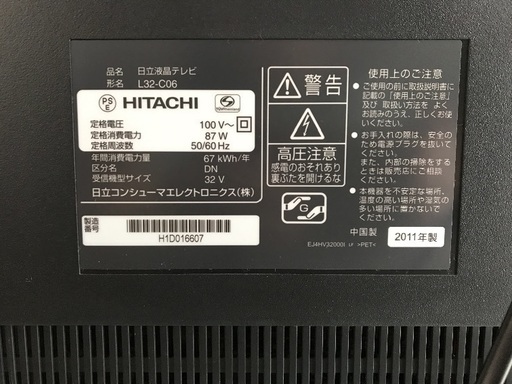 品名 日立液晶テレビ
形名 L32-C06
PS
E
HITACHI
定格電圧 100 V～
定格消費電力 87 W
定格周波数 50/60 Hz
年間消費電力量 67 kWh/年
区分名 DN
受信機型サイズ 32 V
日立コンシューマエレクトロニクス(株)
製造
番号
H1D016607
警告
高圧注意
感電のおそれあり
裏ぶたを開けるな
G
使用上のご注意
● ご使用の前に取扱説明書に
記載の「使用上のご注意」
及び 取扱い方法を よく
お読みのうえ、正しくお使
いください。
● お手入れの際は、安全の
ため電源プラグを抜いて
ください。
また、内部の掃除をする
ときは販売店にご相談
ください。
● 本機器を不安定な場所、
温度の高い場所や湿気の
多い場所に置かないで
ください。
中国製
2011年製
EJ4HV32000I >PET<